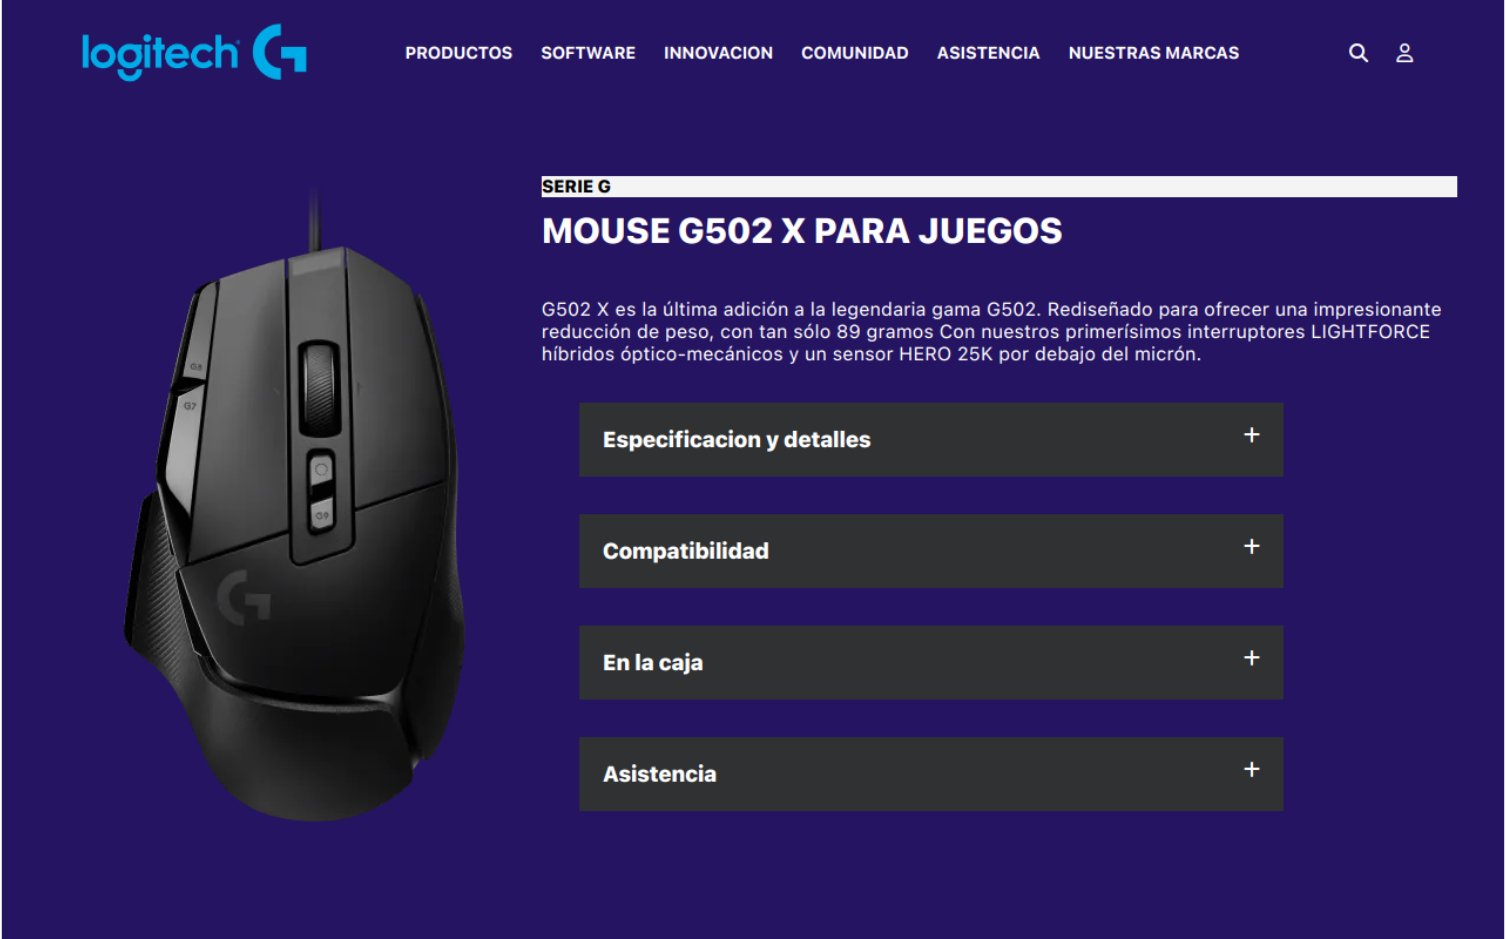 logitech G
PRODUCTOS SOFTWARE INNOVACION COMUNIDAD ASISTENCIA NUESTRAS MARCAS
SERIE G
MOUSE G502 X PARA JUEGOS
G502 X es la última adición a la legendaria gama G502. Rediseñado para ofrecer una impresionante
reducción de peso, con tan sólo 89 gramos Con nuestros primerísimos interruptores LIGHTFORCE
híbridos óptico-mecánicos y un sensor HERO 25K por debajo del micrón.
G8
G7
G9
G
Especificacion y detalles +
Compatibilidad +
En la caja +
Asistencia +